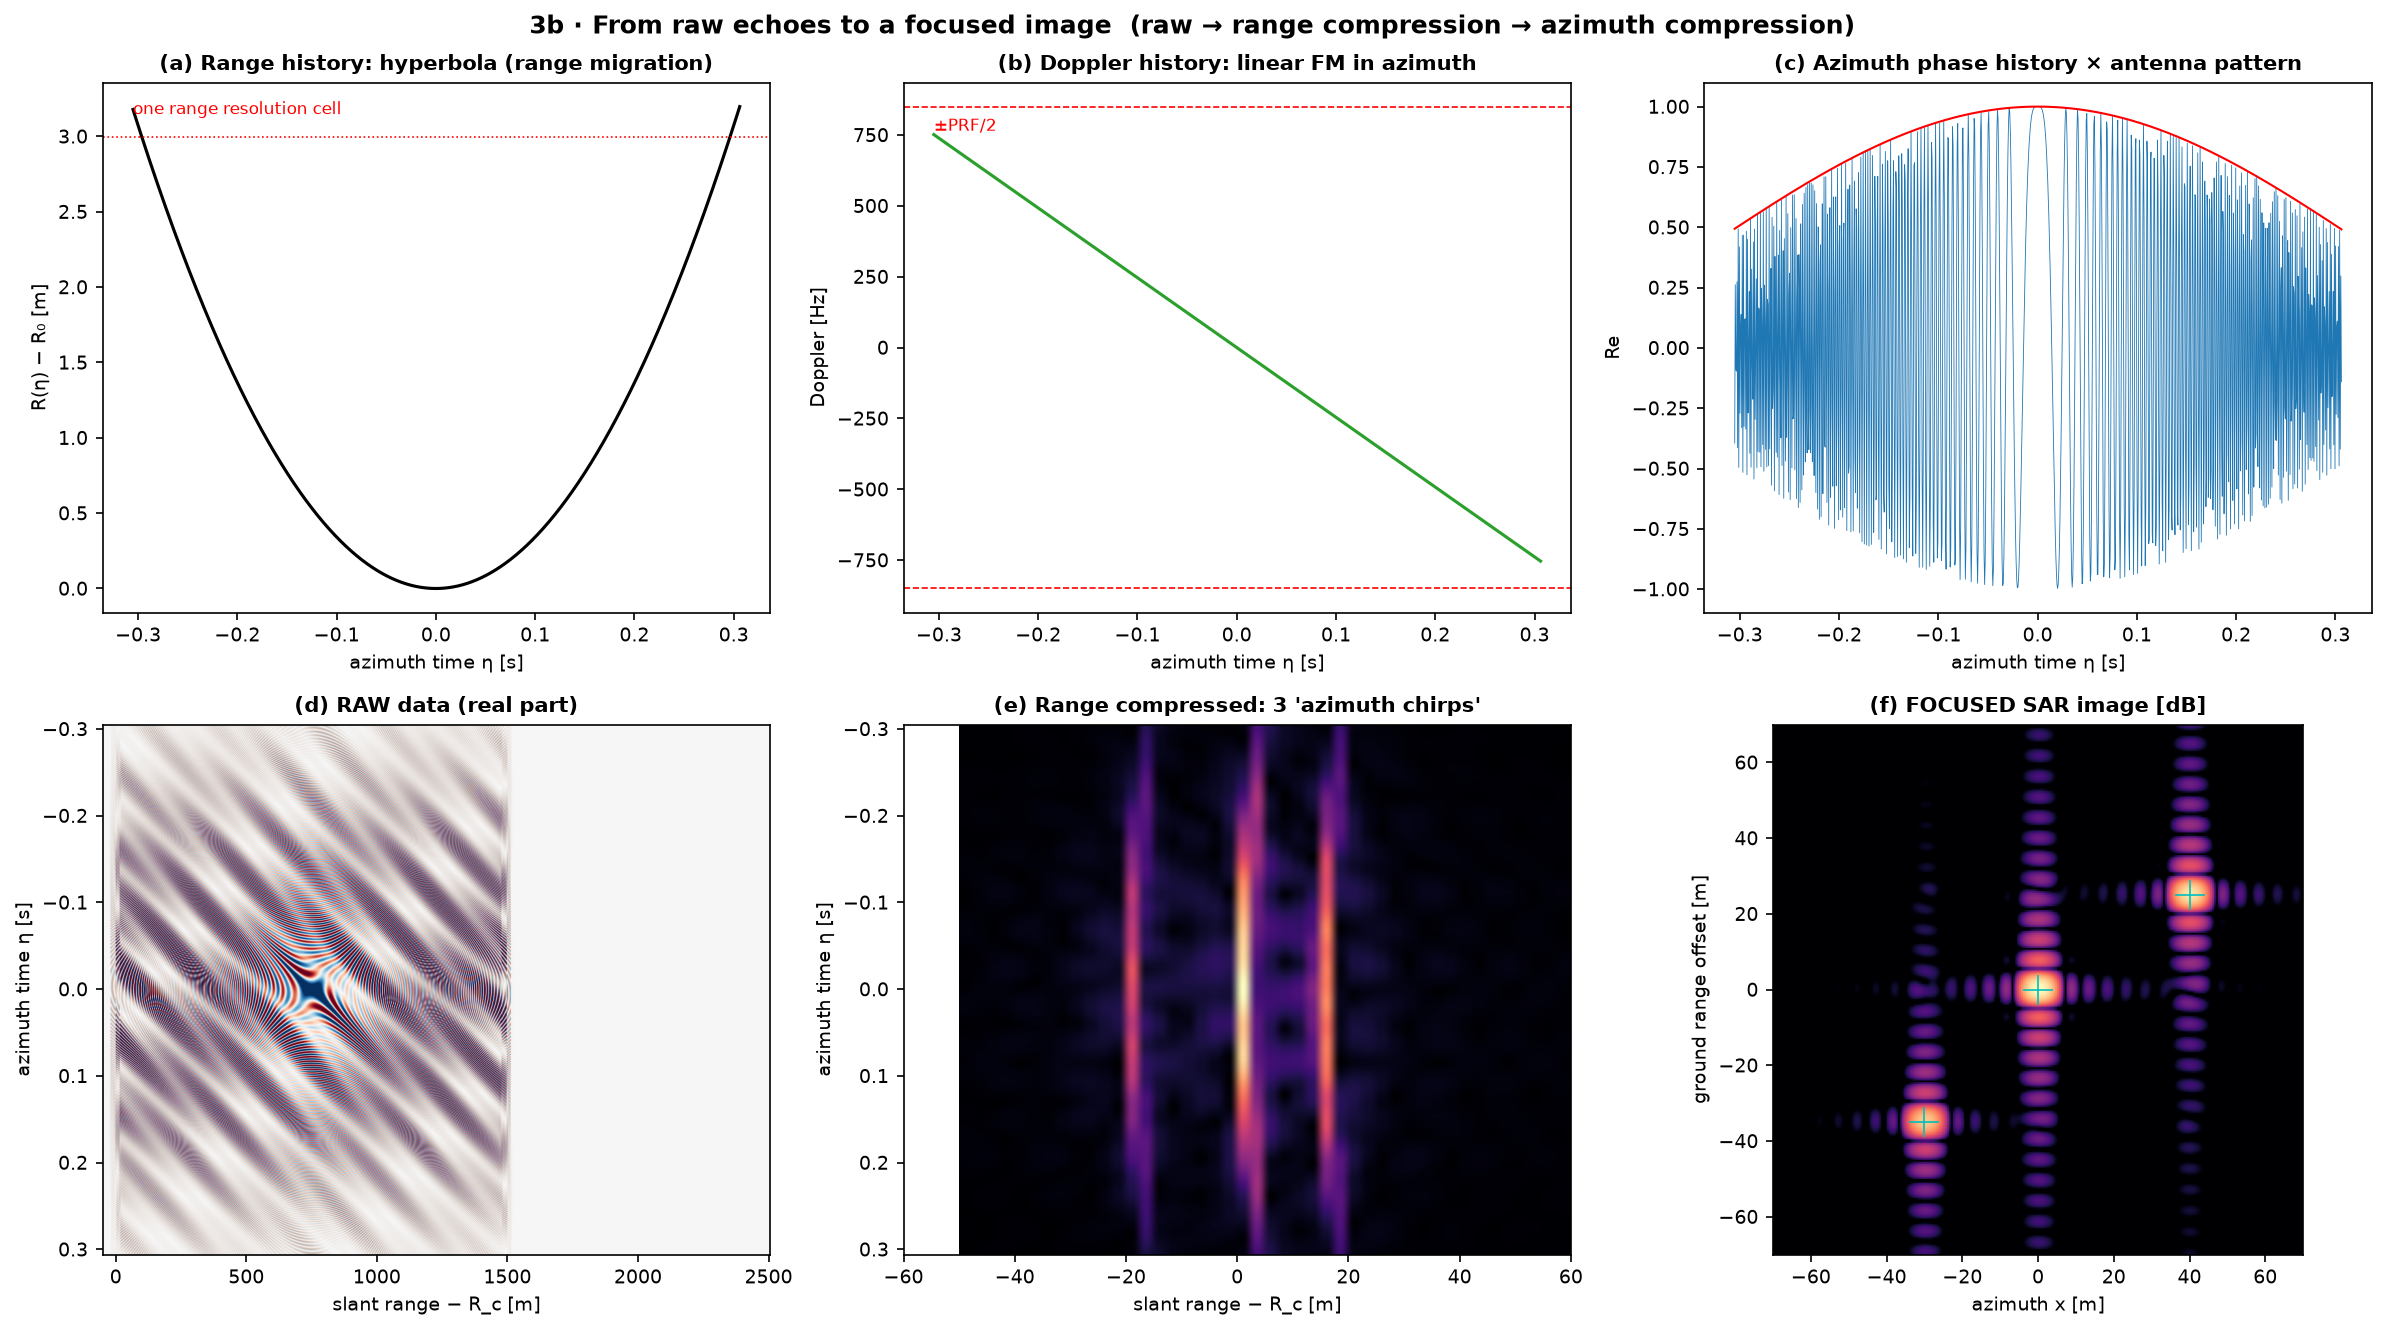 3b · From raw echoes to a focused image  (raw → range compression → azimuth compression)
(a) Range history: hyperbola (range migration)
one range resolution cell
R(η) − R₀ [m]
3.0
2.5
2.0
1.5
1.0
0.5
0.0
−0.3 −0.2 −0.1 0.0 0.1 0.2 0.3
azimuth time η [s]
(b) Doppler history: linear FM in azimuth
±PRF/2
Doppler [Hz]
750
500
250
0
−250
−500
−750
−0.3 −0.2 −0.1 0.0 0.1 0.2 0.3
azimuth time η [s]
(c) Azimuth phase history × antenna pattern
Re
1.00
0.75
0.50
0.25
0.00
−0.25
−0.50
−0.75
−1.00
−0.3 −0.2 −0.1 0.0 0.1 0.2 0.3
azimuth time η [s]
(d) RAW data (real part)
azimuth time η [s]
−0.3
−0.2
−0.1
0.0
0.1
0.2
0.3
0 500 1000 1500 2000 2500
slant range − R_c [m]
(e) Range compressed: 3 'azimuth chirps'
azimuth time η [s]
−0.3
−0.2
−0.1
0.0
0.1
0.2
0.3
−60 −40 −20 0 20 40 60
slant range − R_c [m]
(f) FOCUSED SAR image [dB]
ground range offset [m]
60
40
20
0
−20
−40
−60
−60 −40 −20 0 20 40 60
azimuth x [m]